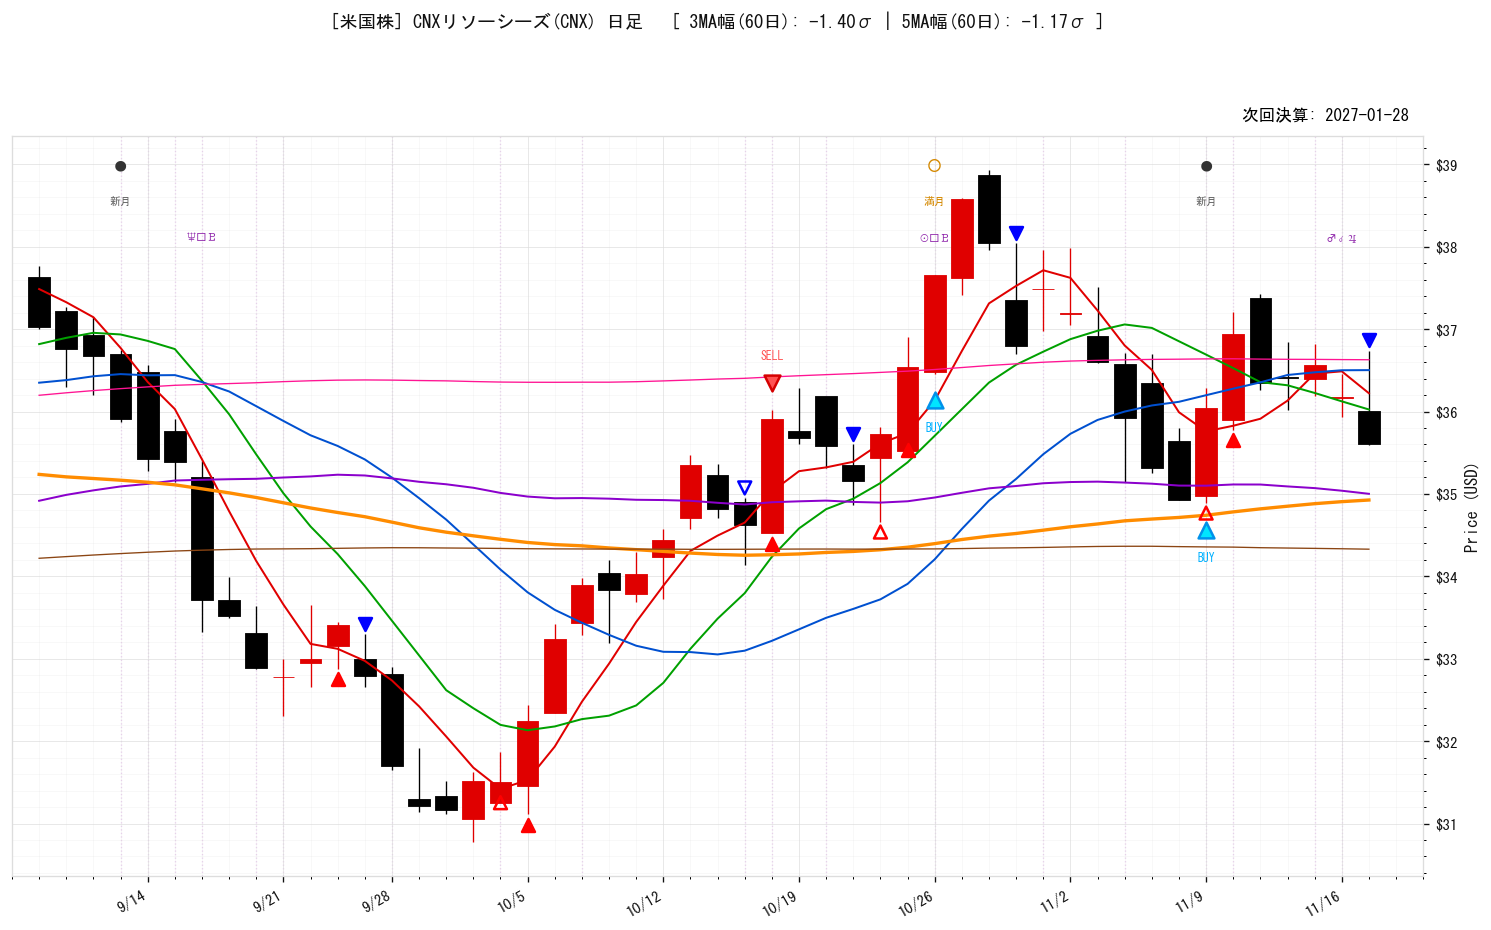 [米国株] CNXリソーシーズ(CNX) 日足　 [ 3MA幅(60日): -1.40σ | 5MA幅(60日): -1.17σ ]
次回決算: 2027-01-28
新月
満月
新月
♆□♇
☉□♇
♂☌♃
SELL
BUY
BUY
$39
$38
$37
$36
$35
$34
$33
$32
$31
Price (USD)
9/14
9/21
9/28
10/5
10/12
10/19
10/26
11/2
11/9
11/16